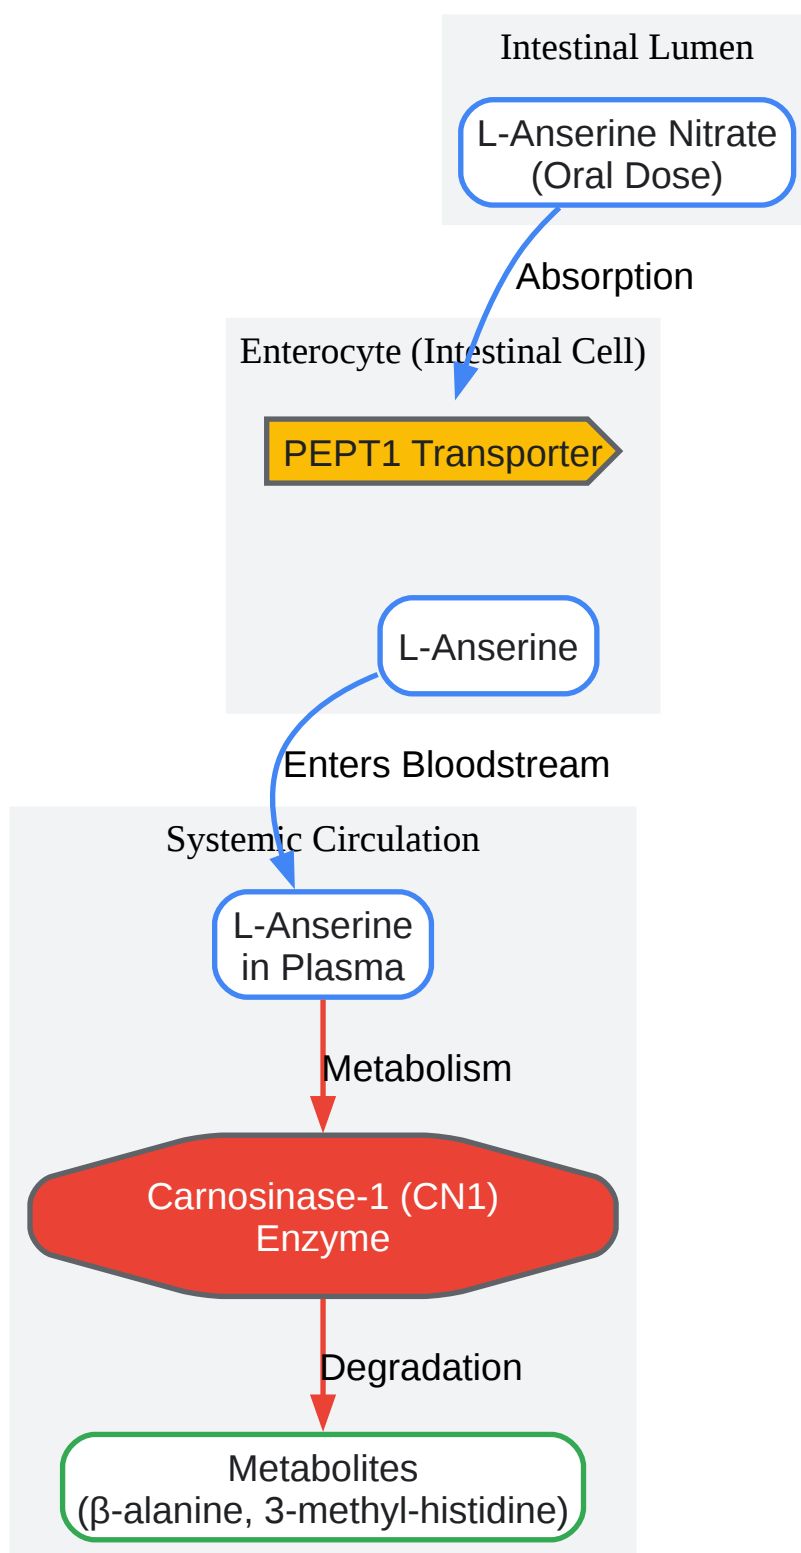 Intestinal Lumen
L-Anserine Nitrate
(Oral Dose)
Absorption
Enterocyte (Intestinal Cell)
PEPT1 Transporter
L-Anserine
Enters Bloodstream
Systemic Circulation
L-Anserine
in Plasma
Metabolism
Carnosinase-1 (CN1)
Enzyme
Degradation
Metabolites
(β-alanine, 3-methyl-histidine)